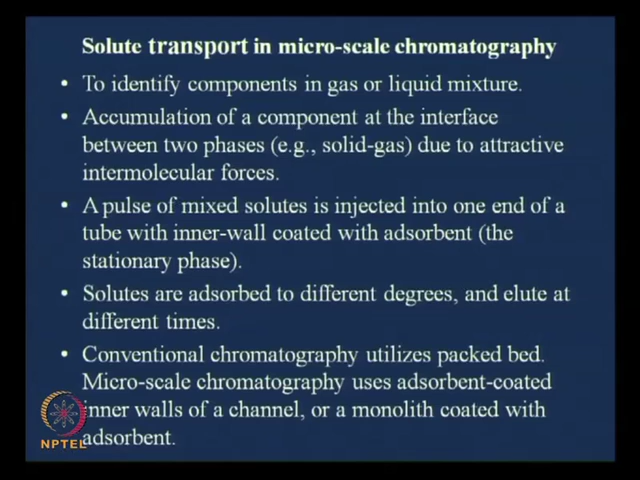 Solute transport in micro-scale chromatography
• To identify components in gas or liquid mixture.
• Accumulation of a component at the interface
between two phases (e.g., solid-gas) due to attractive
intermolecular forces.
• A pulse of mixed solutes is injected into one end of a
tube with inner-wall coated with adsorbent (the
stationary phase).
• Solutes are adsorbed to different degrees, and elute at
different times.
• Conventional chromatography utilizes packed bed.
Micro-scale chromatography uses adsorbent-coated
inner walls of a channel, or a monolith coated with
adsorbent.
NPTEL